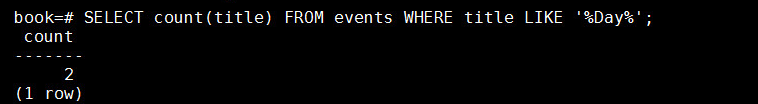 book=# SELECT count(title) FROM events WHERE title LIKE '%Day%';
 count
-------
     2
(1 row)